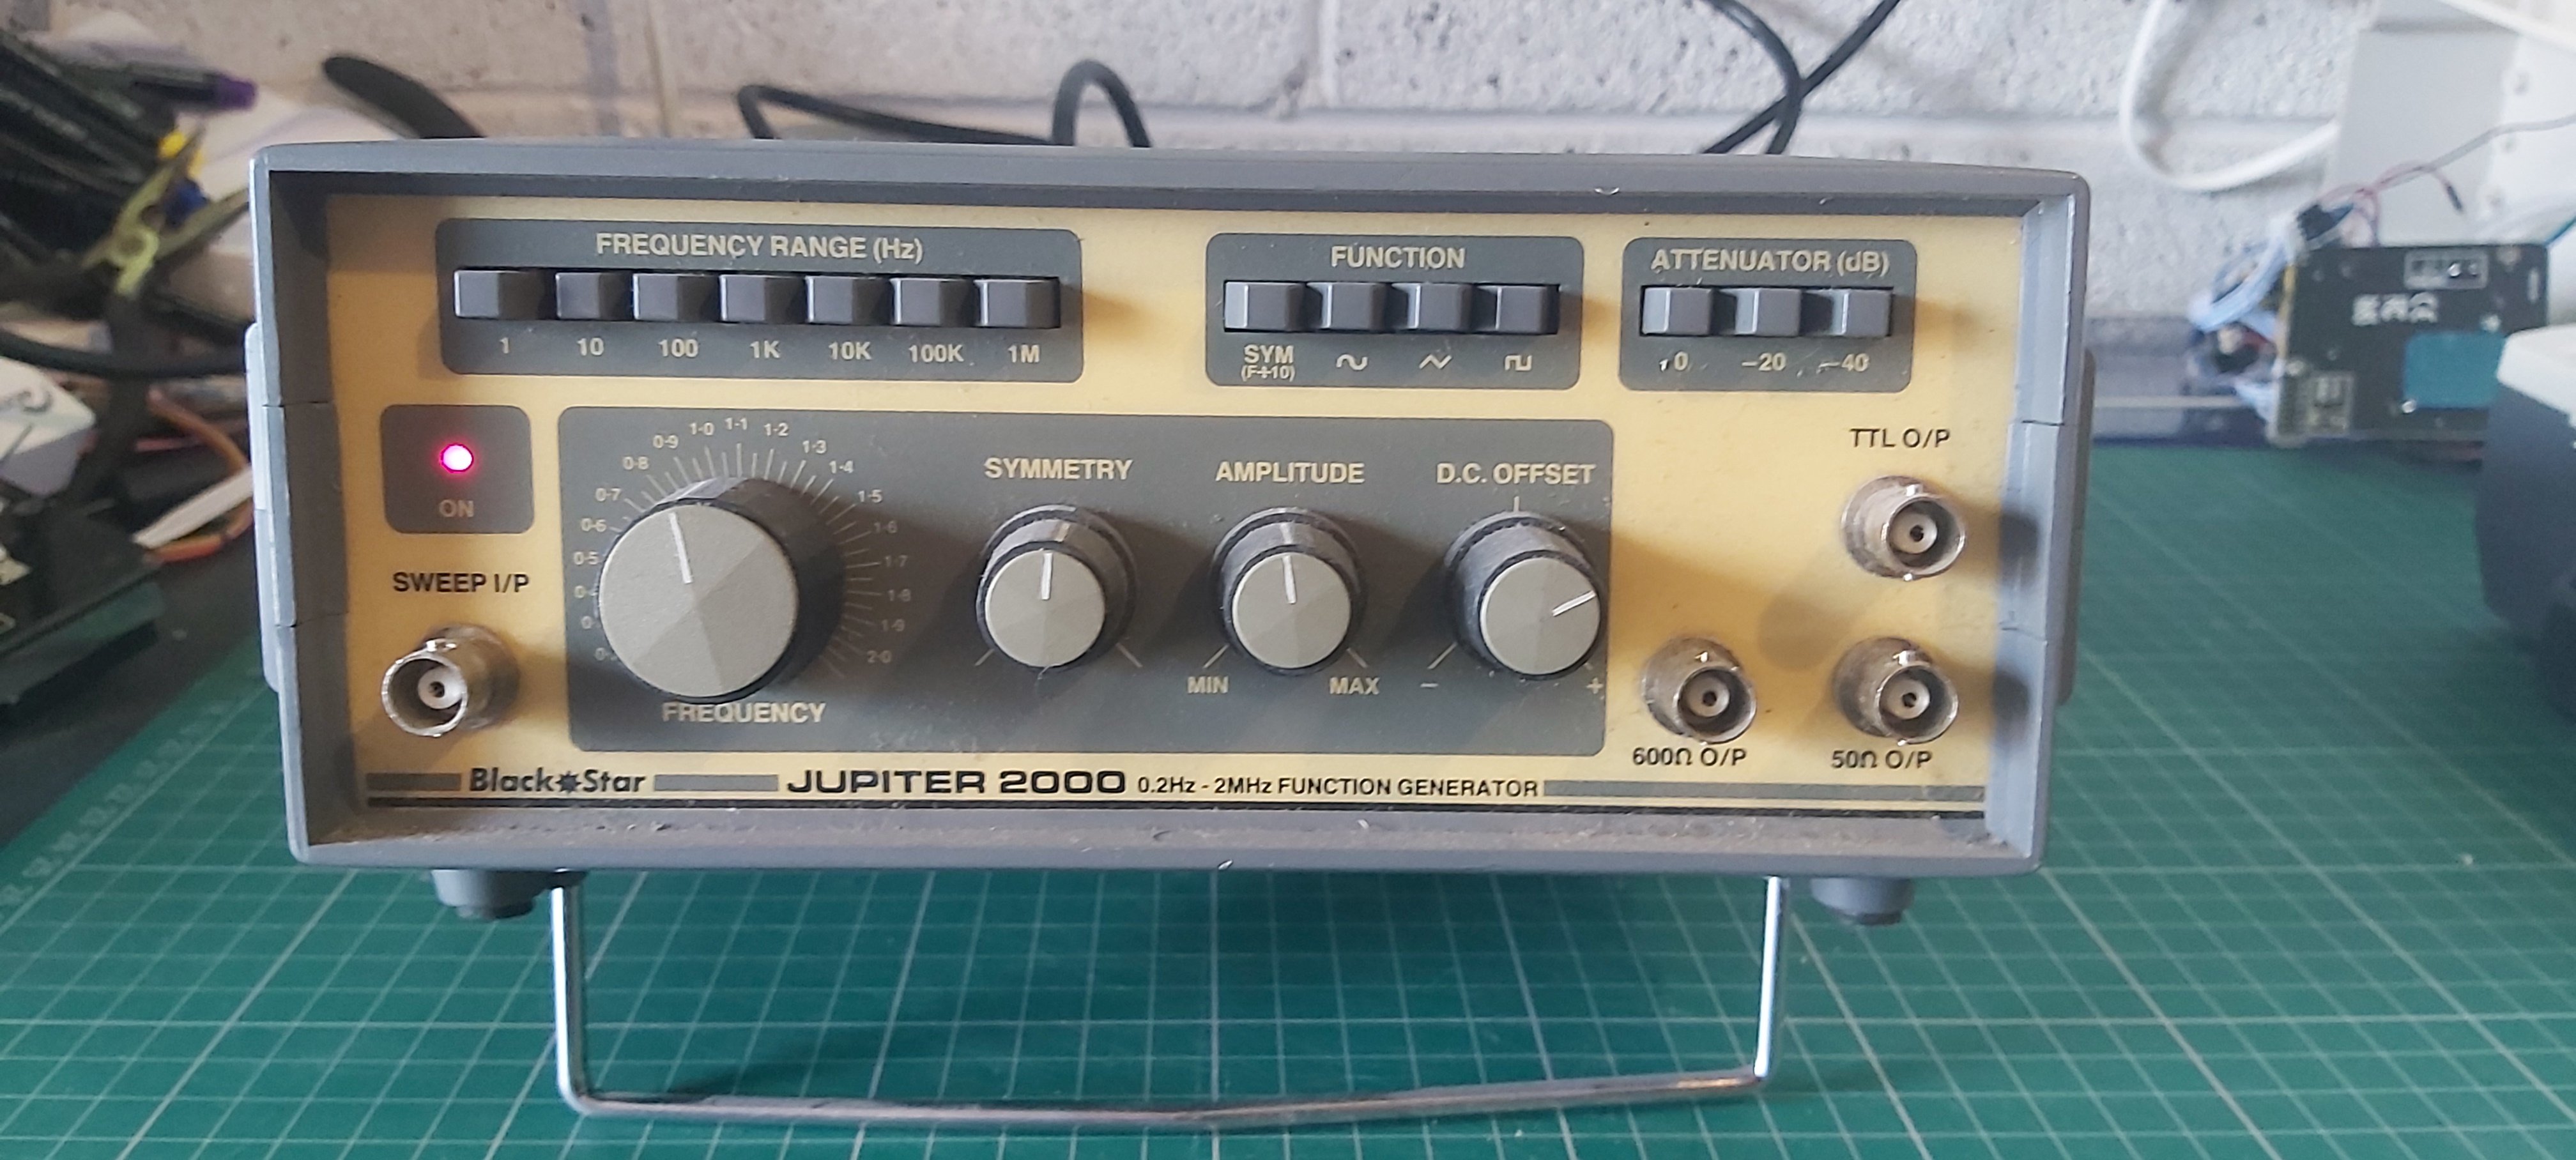 FREQUENCY RANGE (Hz)
1 10 100 1K 10K 100K 1M
FUNCTION
SYM
(F÷10)
ATTENUATOR (dB)
0 -20 -40
ON
SWEEP I/P
0·5 0·6 0·7 0·8 0·9 1·0 1·1 1·2 1·3 1·4 1·5 1·6 1·7 1·8 1·9 2·0
FREQUENCY
SYMMETRY
AMPLITUDE
MIN MAX
D.C. OFFSET
- +
TTL O/P
600Ω O/P
50Ω O/P
Black Star
JUPITER 2000 0.2Hz - 2MHz FUNCTION GENERATOR